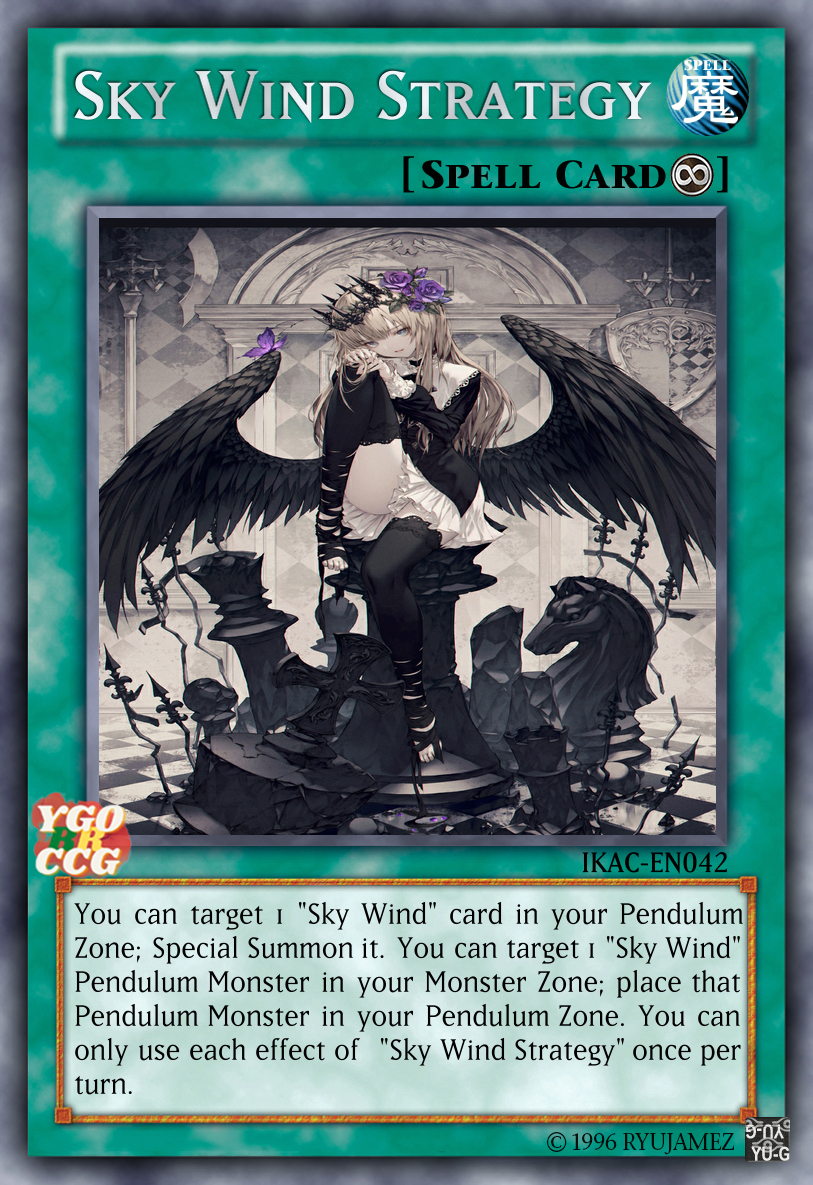 Sky Wind Strategy
SPELL
魔
[Spell Card∞]
YGO
BR
CCG
IKAC-EN042
You can target 1 "Sky Wind" card in your Pendulum
Zone; Special Summon it. You can target 1 "Sky Wind"
Pendulum Monster in your Monster Zone; place that
Pendulum Monster in your Pendulum Zone. You can
only use each effect of "Sky Wind Strategy" once per
turn.
© 1996 RYUJAMEZ
YU-G